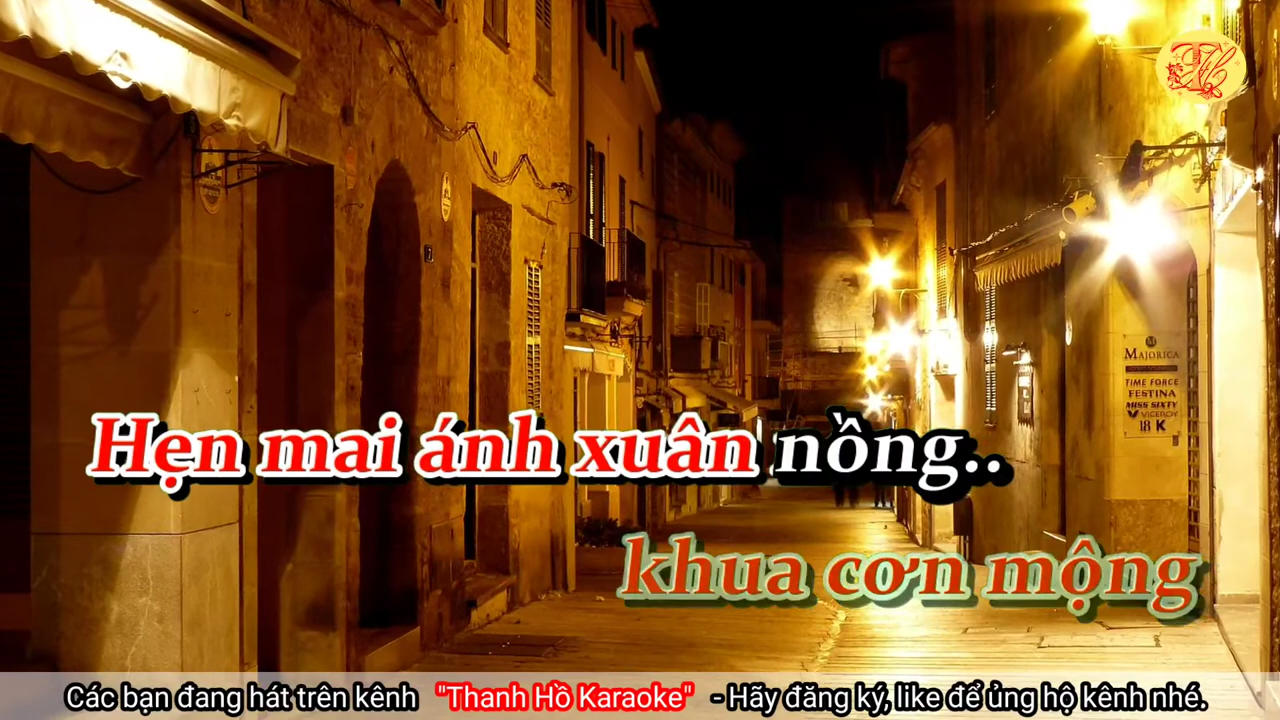 MAJORICA
TIME FORCE
FESTINA
MISS SIXTY
VICEROY
18 K
Hẹn mai ánh xuân nồng..
khua cơn mộng
Các bạn đang hát trên kênh "Thanh Hồ Karaoke" - Hãy đăng ký, like để ủng hộ kênh nhé.